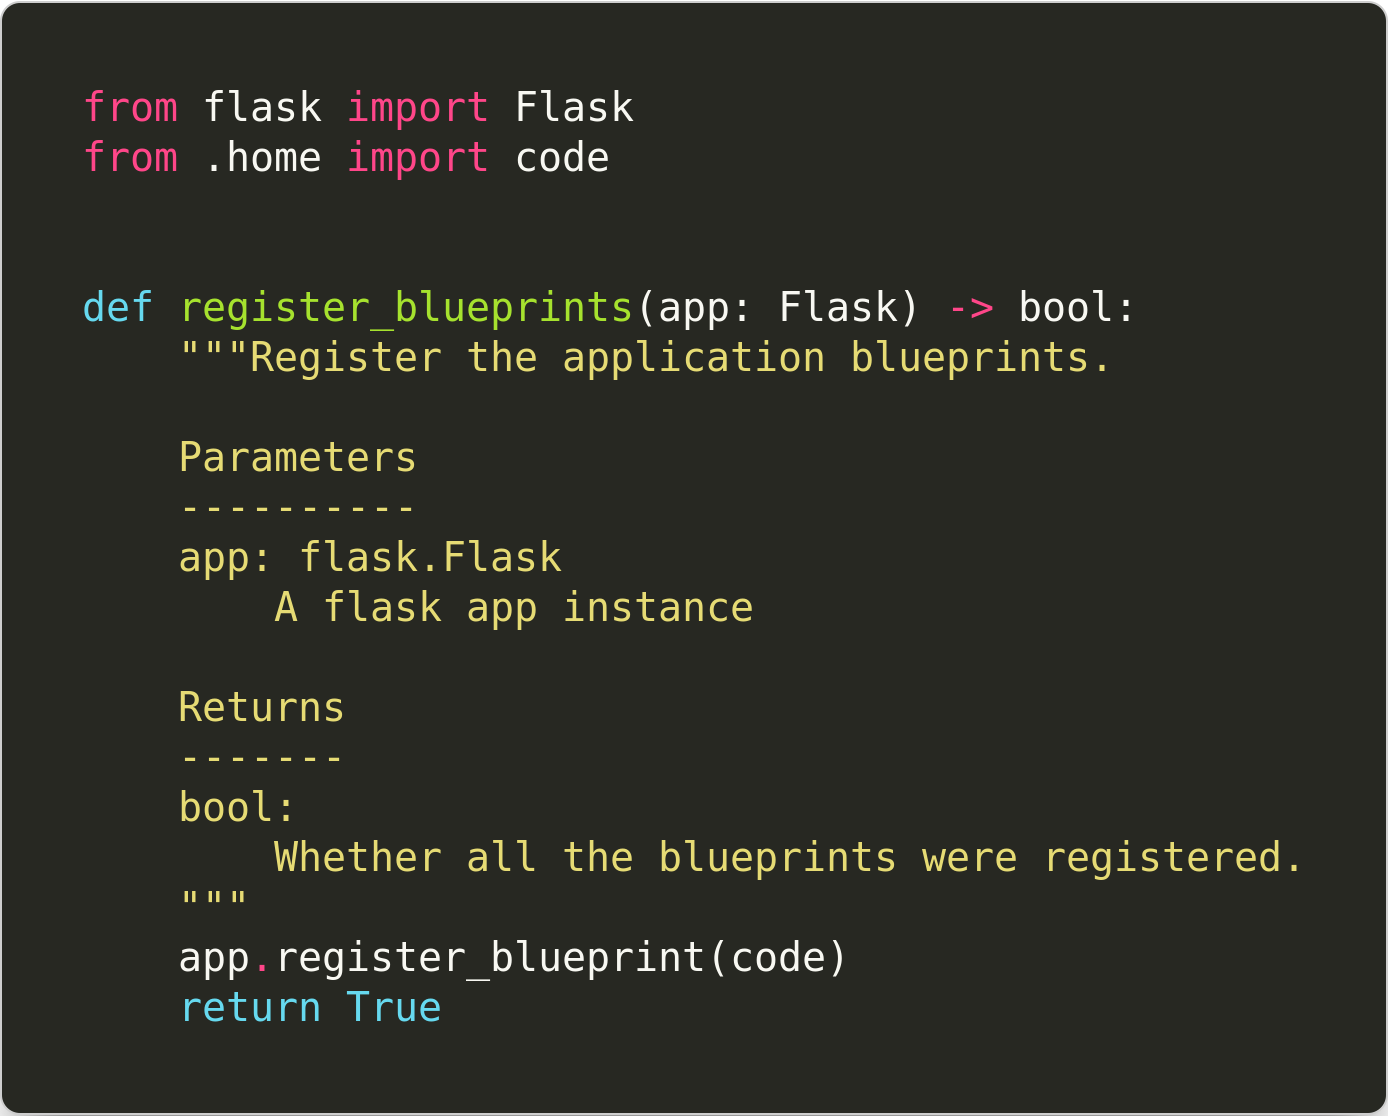 from flask import Flask
from .home import code


def register_blueprints(app: Flask) -> bool:
    """Register the application blueprints.

    Parameters
    ----------
    app: flask.Flask
        A flask app instance

    Returns
    -------
    bool:
        Whether all the blueprints were registered.
    """
    app.register_blueprint(code)
    return True